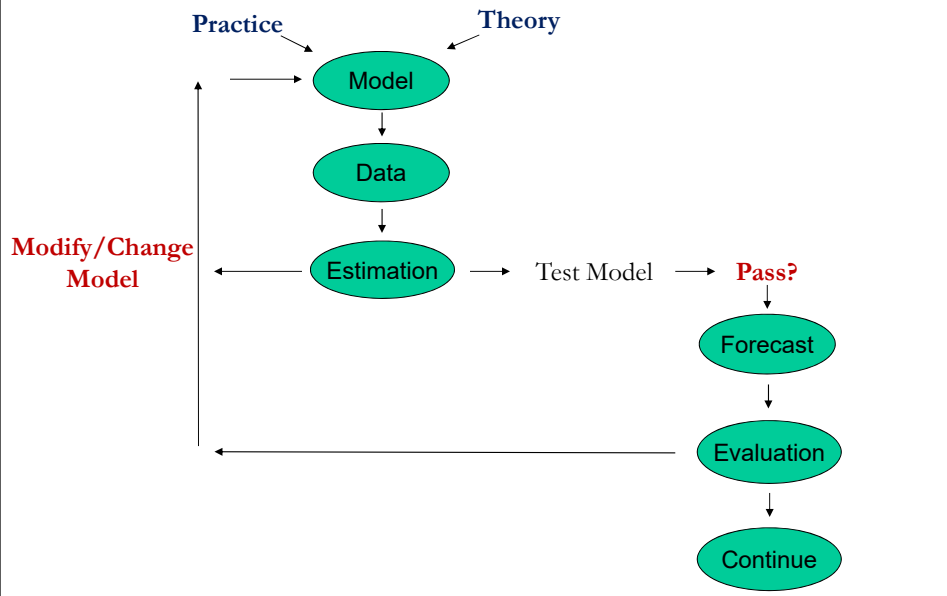 Practice
Theory
Model
Data
Modify/Change
Model
Estimation
Test Model
Pass?
Forecast
Evaluation
Continue